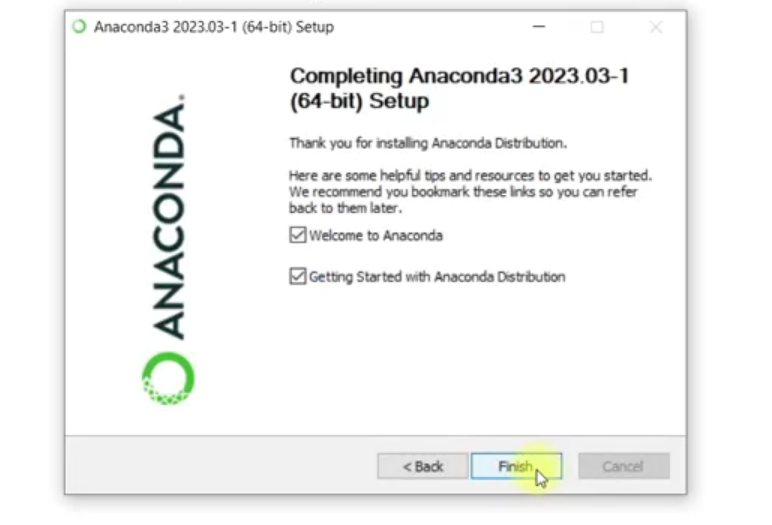 Anaconda3 2023.03-1 (64-bit) Setup
ANACONDA.
Completing Anaconda3 2023.03-1
(64-bit) Setup
Thank you for installing Anaconda Distribution.
Here are some helpful tips and resources to get you started.
We recommend you bookmark these links so you can refer
back to them later.
Welcome to Anaconda
Getting Started with Anaconda Distribution
< Back
Finish
Cancel